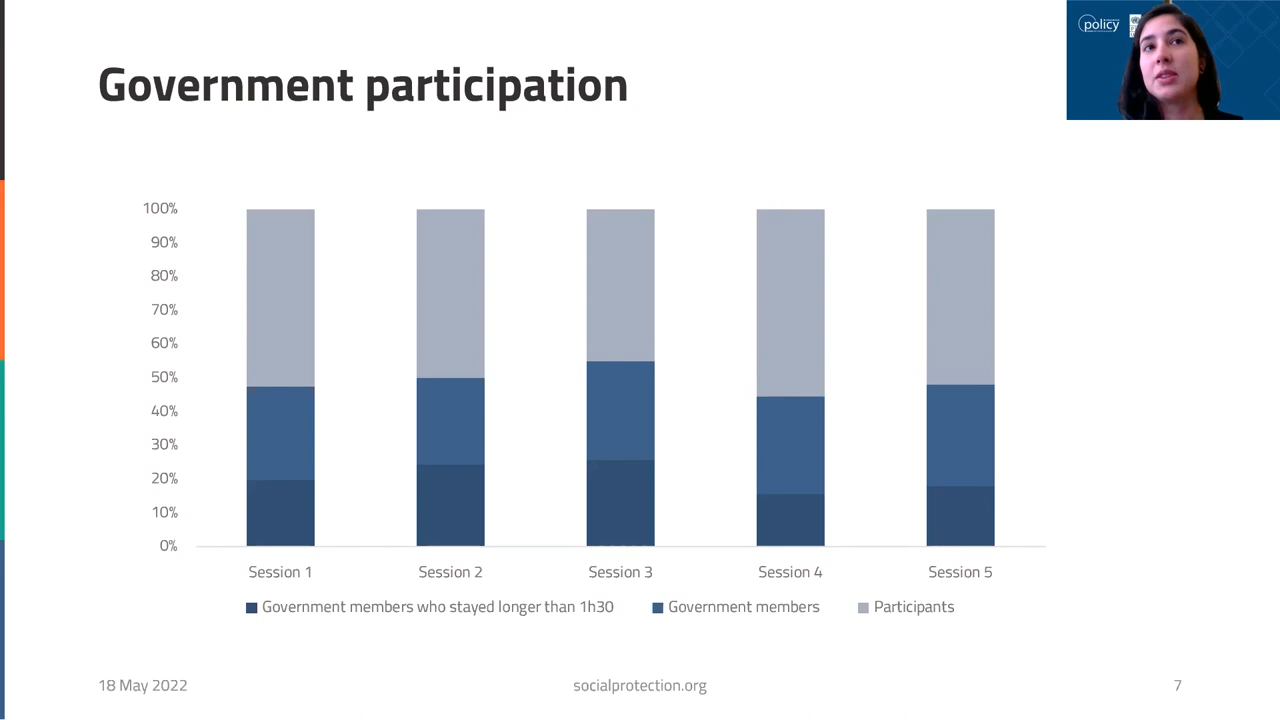 policy
Government participation
100%
90%
80%
70%
60%
50%
40%
30%
20%
10%
0%
Session 1
Session 2
Session 3
Session 4
Session 5
Government members who stayed longer than 1h30
Government members
Participants
18 May 2022
socialprotection.org
7